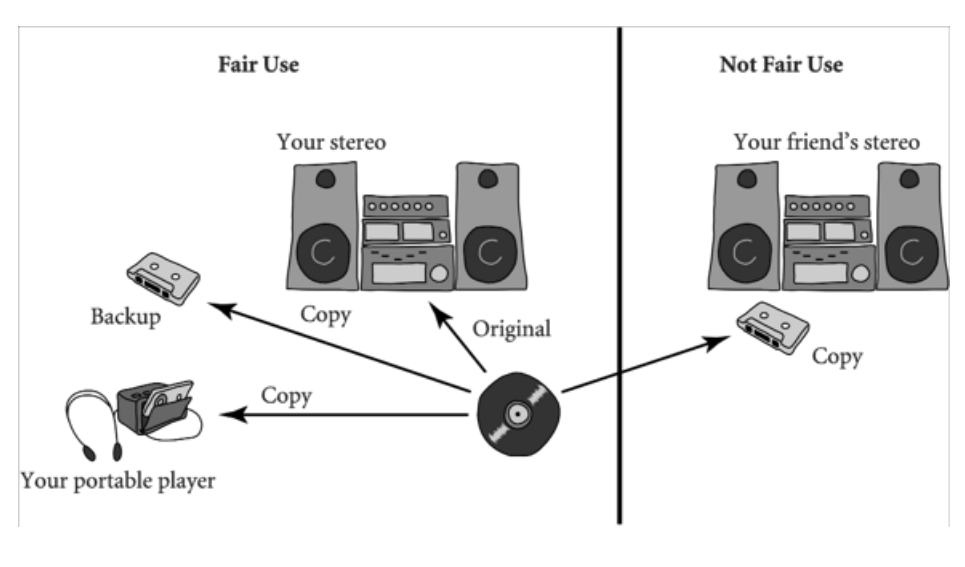 Fair Use
Not Fair Use
Your stereo
Your friend's stereo
Backup
Copy
Original
Copy
Copy
Your portable player